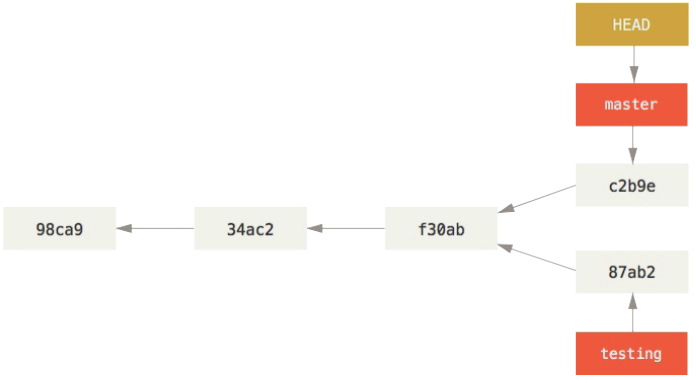 HEAD
master
c2b9e
98ca9
34ac2
f30ab
87ab2
testing